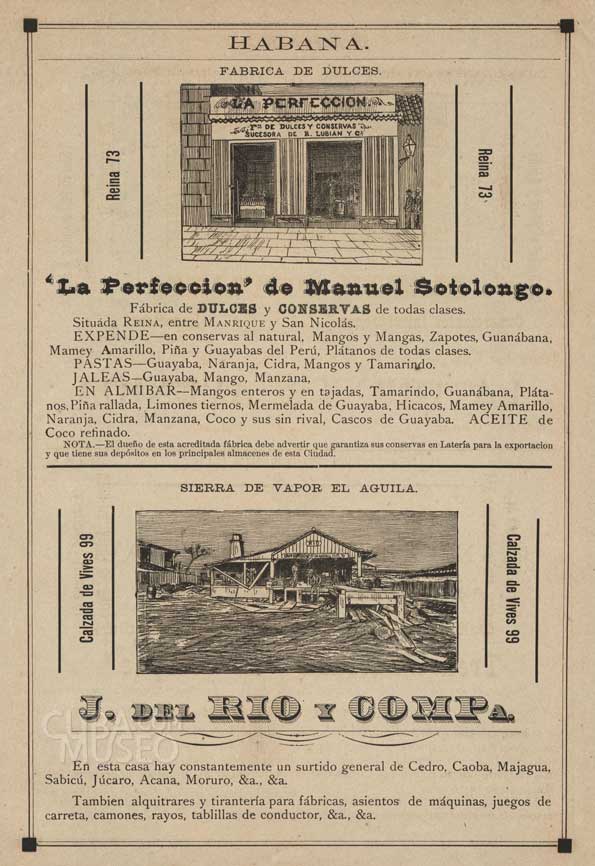 HABANA.
FABRICA DE DULCES.
Reina 73
LA PERFECCION
Fca DE DULCES Y CONSERVAS
SUCESORA DE R. LUBIAN Y Ca
Reina 73
‘La Perfeccion’ de Manuel Sotolongo.
Fábrica de DULCES y CONSERVAS de todas clases.
Situáda REINA, entre MANRIQUE y San Nicolás.
EXPENDE—en conservas al natural, Mangos y Mangas, Zapotes, Guanábana,
Mamey Amarillo, Piña y Guayabas del Perú, Plátanos de todas clases.
PASTAS—Guayaba, Naranja, Cidra, Mangos y Tamarindo.
JALEAS—Guayaba, Mango, Manzana,
EN ALMIBAR—Mangos enteros y en tajadas, Tamarindo, Guanábana, Pláta-
nos, Piña rallada, Limones tiernos, Mermelada de Guayaba, Hicacos, Mamey Amarillo,
Naranja, Cidra, Manzana, Coco y sus sin rival, Cascos de Guayaba. ACEITE de
Coco refinado.
NOTA.—El dueño de esta acreditada fábrica debe advertir que garantiza sus conservas en Latería para la exportacion
y que tiene sus depósitos en los principales almacenes de esta Ciudad.
SIERRA DE VAPOR EL AGUILA.
Calzada de Vives 99
Calzada de Vives 99
J. DEL RIO Y COMPa.
CUBA EN EL
MUSEO
En esta casa hay constantemente un surtido general de Cedro, Caoba, Majagua,
Sabicú, Júcaro, Acana, Moruro, &a., &a.
Tambien alquitrares y tirantería para fábricas, asientos de máquinas, juegos de
carreta, camones, rayos, tablillas de conductor, &a., &a.